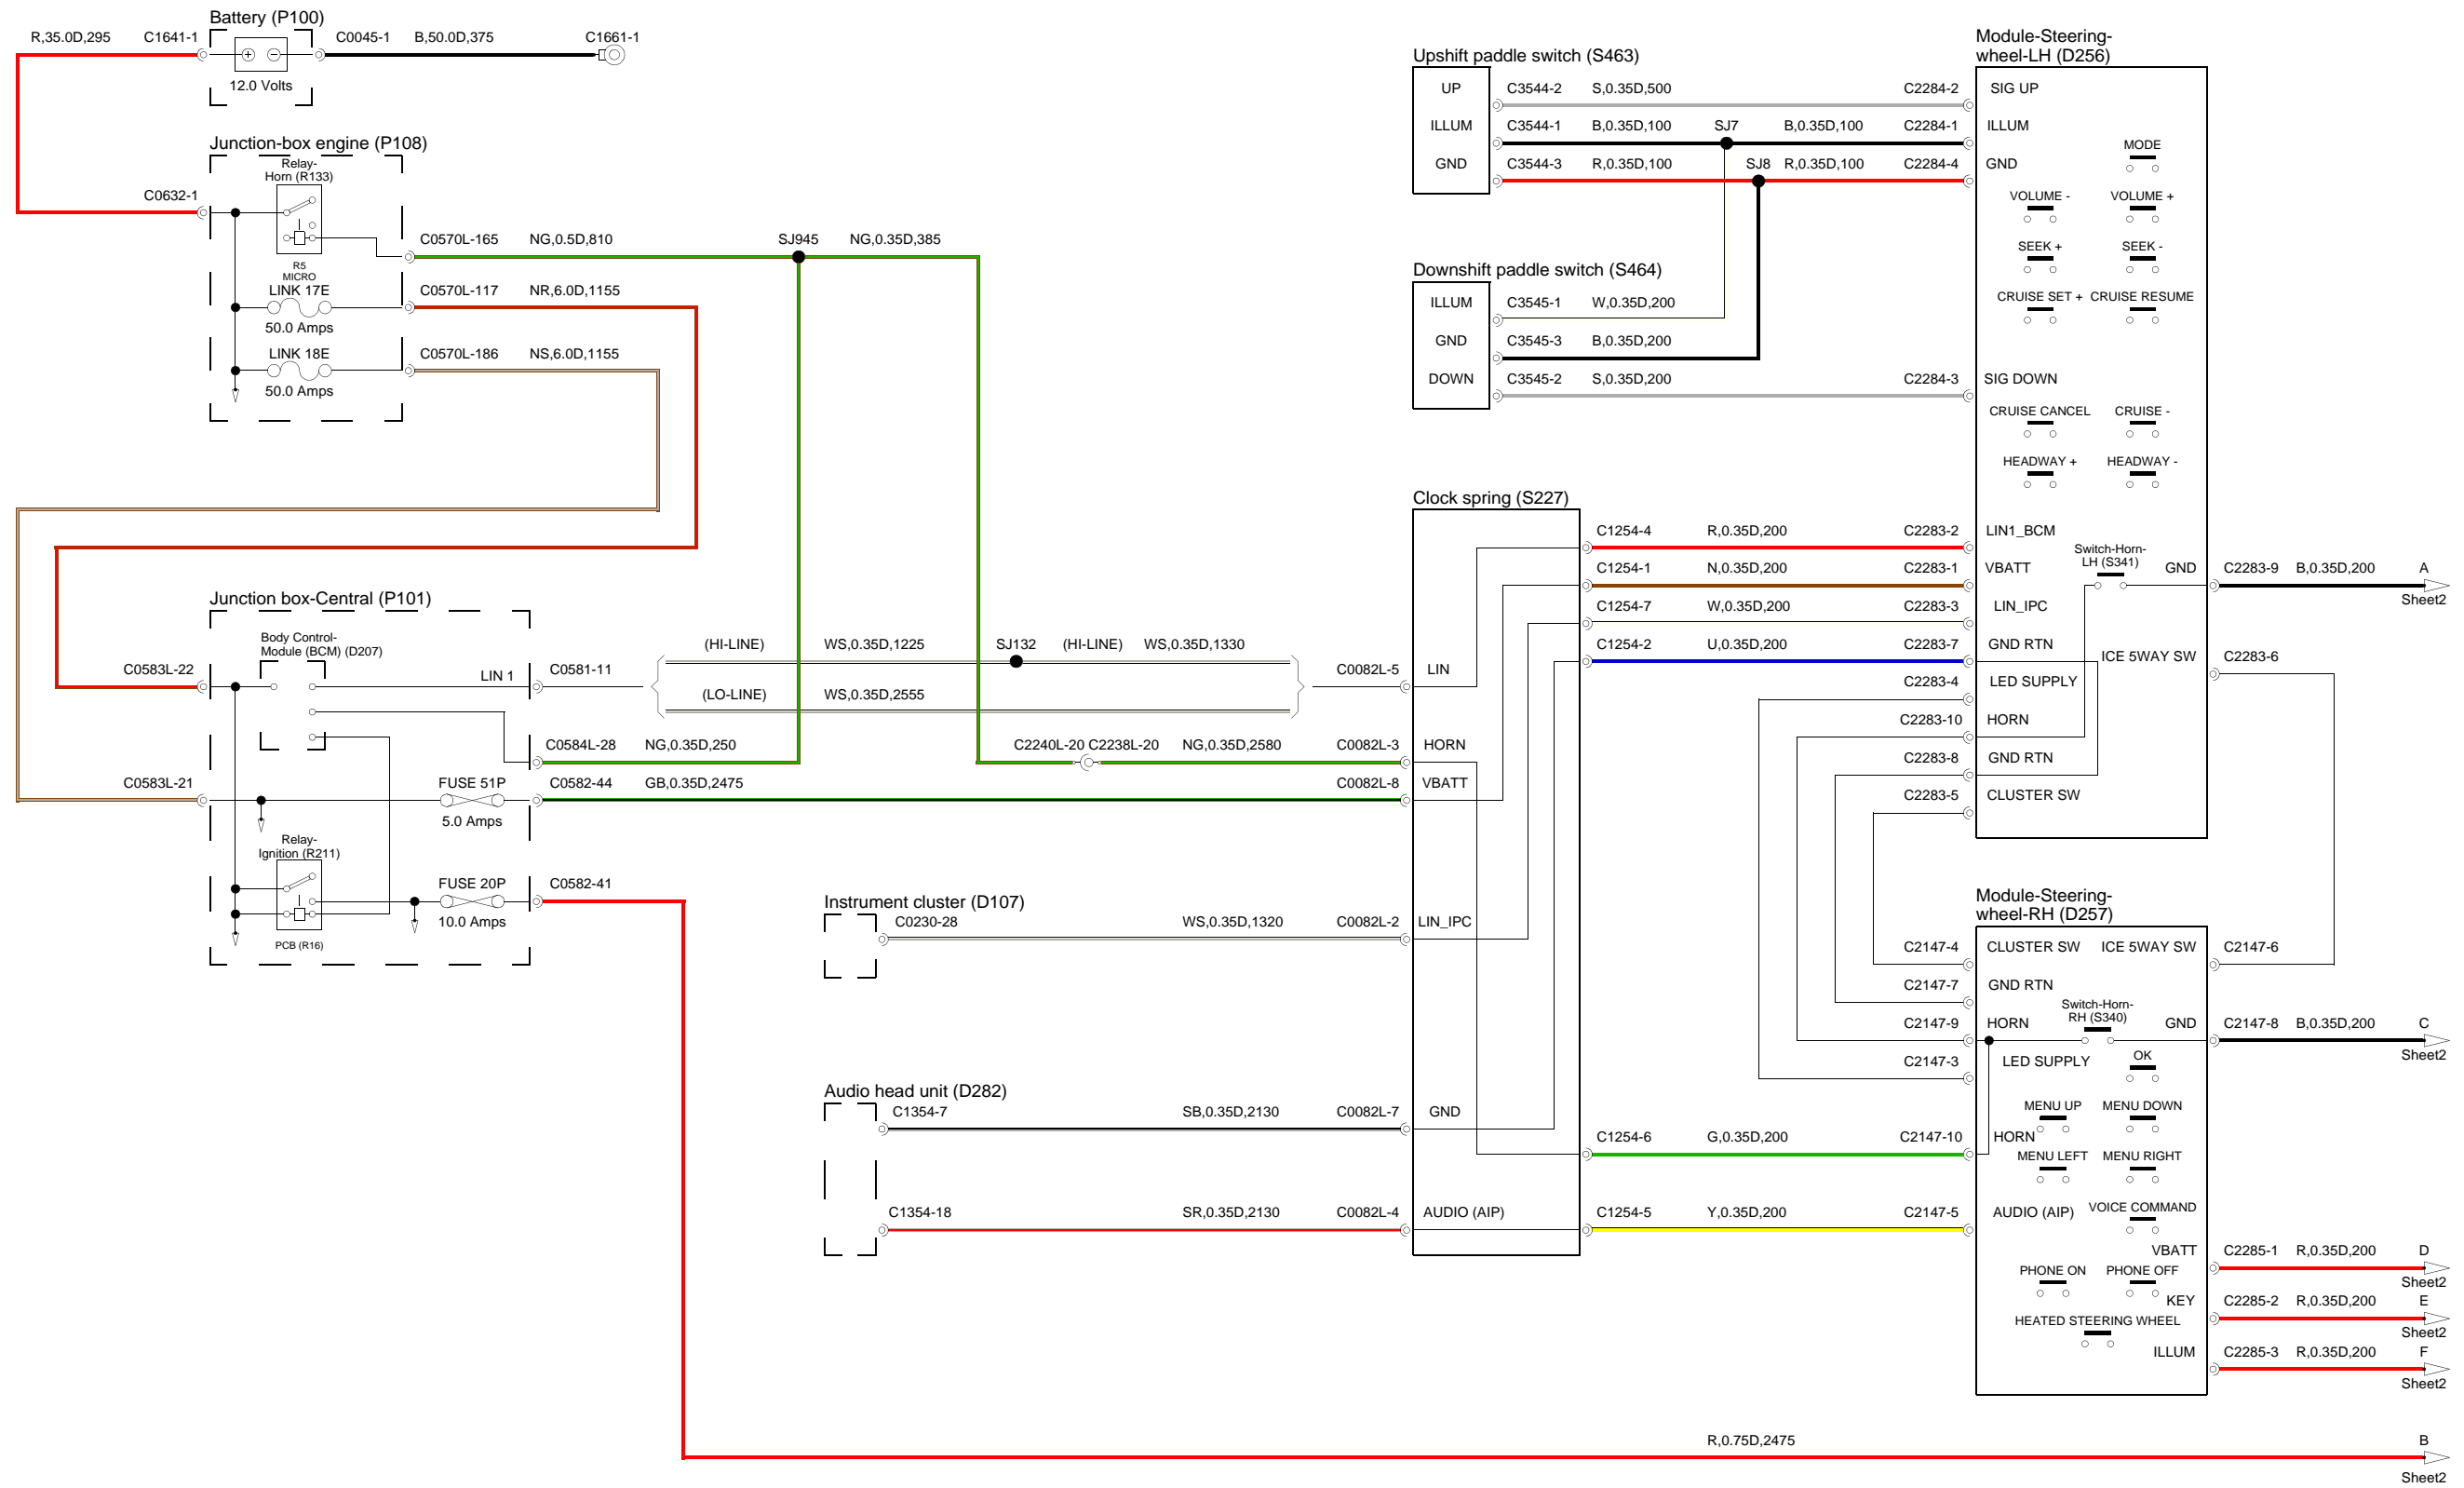 Battery (P100)
R,35.0D,295
C1641-1
C0045-1
B,50.0D,375
C1661-1
12.0 Volts
Junction-box engine (P108)
Relay-
Horn (R133)
C0632-1
R5
MICRO
C0570L-165
NG,0.5D,810
SJ945
NG,0.35D,385
LINK 17E
50.0 Amps
C0570L-117
NR,6.0D,1155
LINK 18E
50.0 Amps
C0570L-186
NS,6.0D,1155
Junction box-Central (P101)
Body Control-
Module (BCM) (D207)
C0583L-22
LIN 1
C0581-11
(HI-LINE)
WS,0.35D,1225
SJ132
(HI-LINE)
WS,0.35D,1330
(LO-LINE)
WS,0.35D,2555
C0584L-28
NG,0.35D,250
C2240L-20
C2238L-20
NG,0.35D,2580
C0583L-21
FUSE 51P
5.0 Amps
C0582-44
GB,0.35D,2475
Relay-
Ignition (R211)
PCB (R16)
FUSE 20P
10.0 Amps
C0582-41
Instrument cluster (D107)
C0230-28
WS,0.35D,1320
Audio head unit (D282)
C1354-7
SB,0.35D,2130
C1354-18
SR,0.35D,2130
Upshift paddle switch (S463)
UP
C3544-2
S,0.35D,500
C2284-2
ILLUM
C3544-1
B,0.35D,100
SJ7
B,0.35D,100
C2284-1
GND
C3544-3
R,0.35D,100
SJ8
R,0.35D,100
C2284-4
Downshift paddle switch (S464)
ILLUM
C3545-1
W,0.35D,200
GND
C3545-3
B,0.35D,200
DOWN
C3545-2
S,0.35D,200
C2284-3
Clock spring (S227)
C0082L-5
LIN
C0082L-3
HORN
C0082L-8
VBATT
C0082L-2
LIN_IPC
C0082L-7
GND
C0082L-4
AUDIO (AIP)
C1254-4
R,0.35D,200
C2283-2
C1254-1
N,0.35D,200
C2283-1
C1254-7
W,0.35D,200
C2283-3
C1254-2
U,0.35D,200
C2283-7
C2283-4
C2283-10
C2283-8
C2283-5
C1254-6
G,0.35D,200
C2147-10
C1254-5
Y,0.35D,200
C2147-5
Module-Steering-
wheel-LH (D256)
SIG UP
ILLUM
MODE
GND
VOLUME -
VOLUME +
SEEK +
SEEK -
CRUISE SET +
CRUISE RESUME
SIG DOWN
CRUISE CANCEL
CRUISE -
HEADWAY +
HEADWAY -
LIN1_BCM
Switch-Horn-
LH (S341)
VBATT
GND
C2283-9
B,0.35D,200
A
Sheet2
LIN_IPC
GND RTN
ICE 5WAY SW
C2283-6
LED SUPPLY
HORN
GND RTN
CLUSTER SW
Module-Steering-
wheel-RH (D257)
C2147-4
CLUSTER SW
ICE 5WAY SW
C2147-6
C2147-7
GND RTN
Switch-Horn-
RH (S340)
C2147-9
HORN
GND
C2147-8
B,0.35D,200
C
Sheet2
C2147-3
LED SUPPLY
OK
MENU UP
MENU DOWN
HORN
MENU LEFT
MENU RIGHT
AUDIO (AIP)
VOICE COMMAND
VBATT
C2285-1
R,0.35D,200
D
Sheet2
PHONE ON
PHONE OFF
KEY
C2285-2
R,0.35D,200
E
Sheet2
HEATED STEERING WHEEL
ILLUM
C2285-3
R,0.35D,200
F
Sheet2
R,0.75D,2475
B
Sheet2